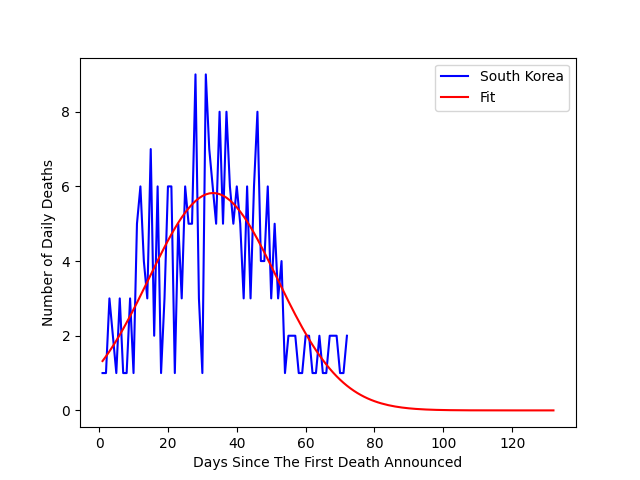 South Korea
Fit
Number of Daily Deaths
8
6
4
2
0
0 20 40 60 80 100 120
Days Since The First Death Announced